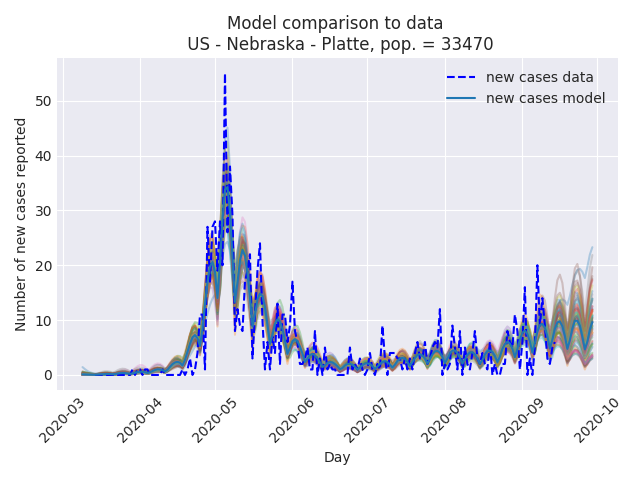 Model comparison to data
US - Nebraska - Platte, pop. = 33470
new cases data
new cases model
Number of new cases reported
50
40
30
20
10
0
2020-03
2020-04
2020-05
2020-06
2020-07
2020-08
2020-09
2020-10
Day